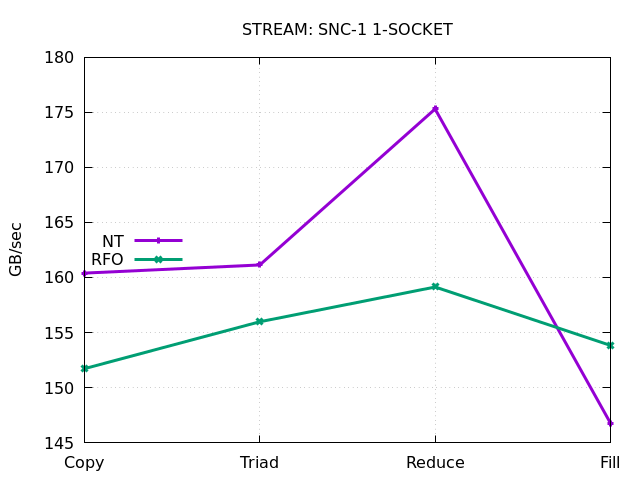 STREAM: SNC-1 1-SOCKET
180
175
170
165
160
155
150
145
GB/sec
NT
RFO
Copy Triad Reduce Fill